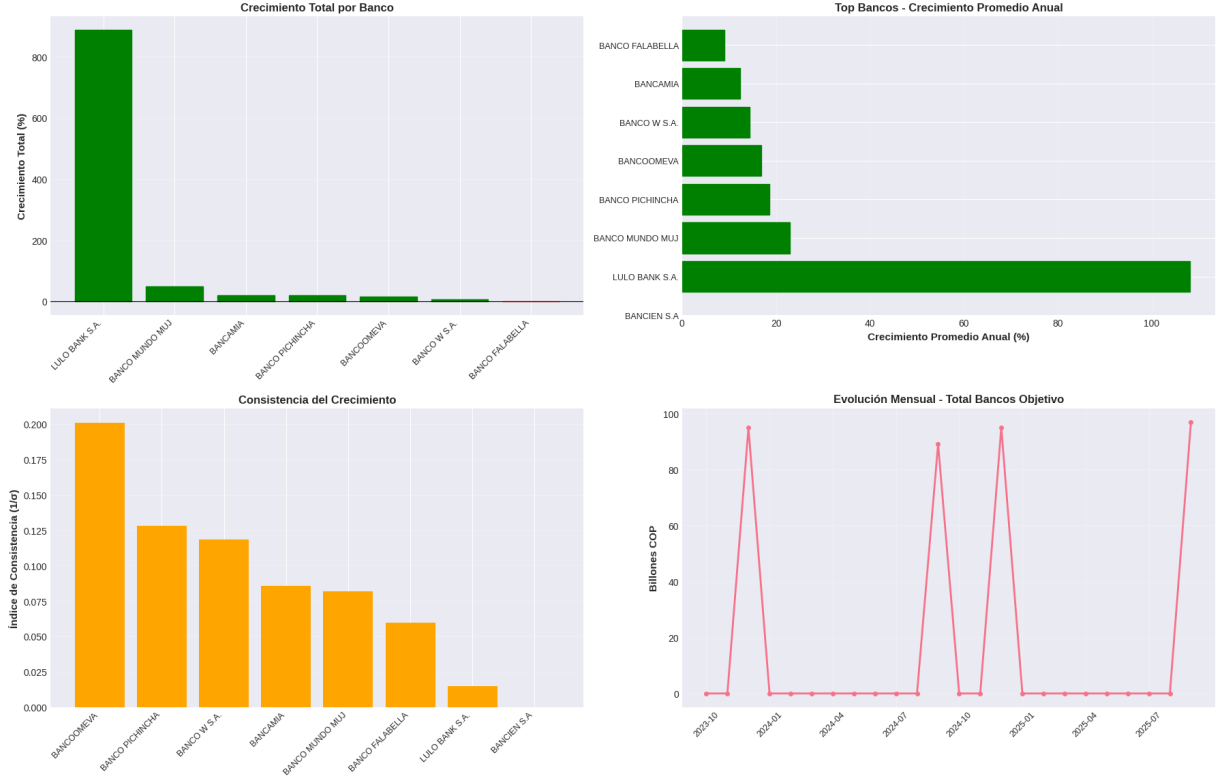 Crecimiento Total por Banco
Crecimiento Total (%)
800
600
400
200
0
LULO BANK S.A.
BANCO MUNDO MUJ
BANCAMIA
BANCO PICHINCHA
BANCOOMEVA
BANCO W S.A.
BANCO FALABELLA
Top Bancos - Crecimiento Promedio Anual
BANCO FALABELLA
BANCAMIA
BANCO W S.A.
BANCOOMEVA
BANCO PICHINCHA
BANCO MUNDO MUJ
LULO BANK S.A.
BANCIEN S.A
0 20 40 60 80 100
Crecimiento Promedio Anual (%)
Consistencia del Crecimiento
Índice de Consistencia (1/σ)
0.200
0.175
0.150
0.125
0.100
0.075
0.050
0.025
0.000
BANCOOMEVA
BANCO PICHINCHA
BANCO W S.A.
BANCAMIA
BANCO MUNDO MUJ
BANCO FALABELLA
LULO BANK S.A.
BANCIEN S.A
Evolución Mensual - Total Bancos Objetivo
Billones COP
100
80
60
40
20
0
2023-10
2024-01
2024-04
2024-07
2024-10
2025-01
2025-04
2025-07